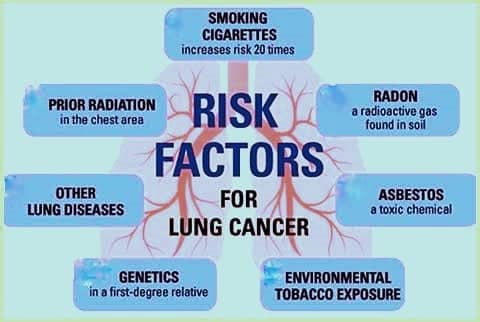 SMOKING
CIGARETTES
increases risk 20 times
PRIOR RADIATION
in the chest area
RISK
FACTORS
FOR
LUNG CANCER
RADON
a radioactive gas
found in soil
OTHER
LUNG DISEASES
ASBESTOS
a toxic chemical
GENETICS
in a first-degree relative
ENVIRONMENTAL
TOBACCO EXPOSURE